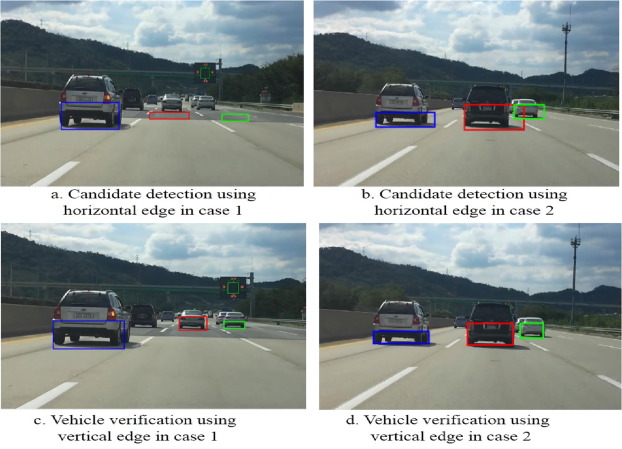 a. Candidate detection using
horizontal edge in case 1
b. Candidate detection using
horizontal edge in case 2
c. Vehicle verification using
vertical edge in case 1
d. Vehicle verification using
vertical edge in case 2